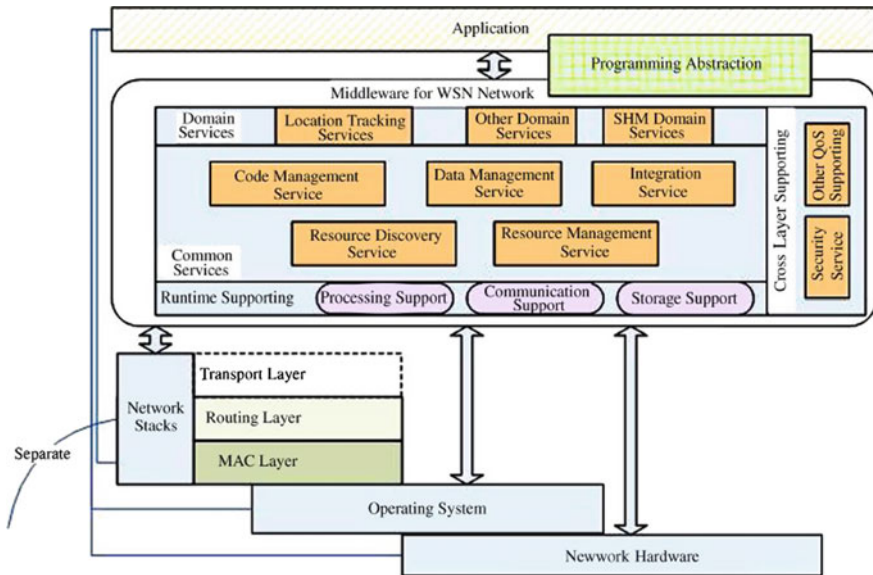 Application
Programming Abstraction
Middleware for WSN Network
Domain
Services
Location Tracking
Services
Other Domain
Services
SHM Domain
Services
Code Management
Service
Data Management
Service
Integration
Service
Resource Discovery
Service
Resource Management
Service
Common
Services
Runtime Supporting
Processing Support
Communication
Support
Storage Support
Cross Layer Supporting
Other QoS
Supporting
Security
Service
Network
Stacks
Transport Layer
Routing Layer
MAC Layer
Separate
Operating System
Newwork Hardware